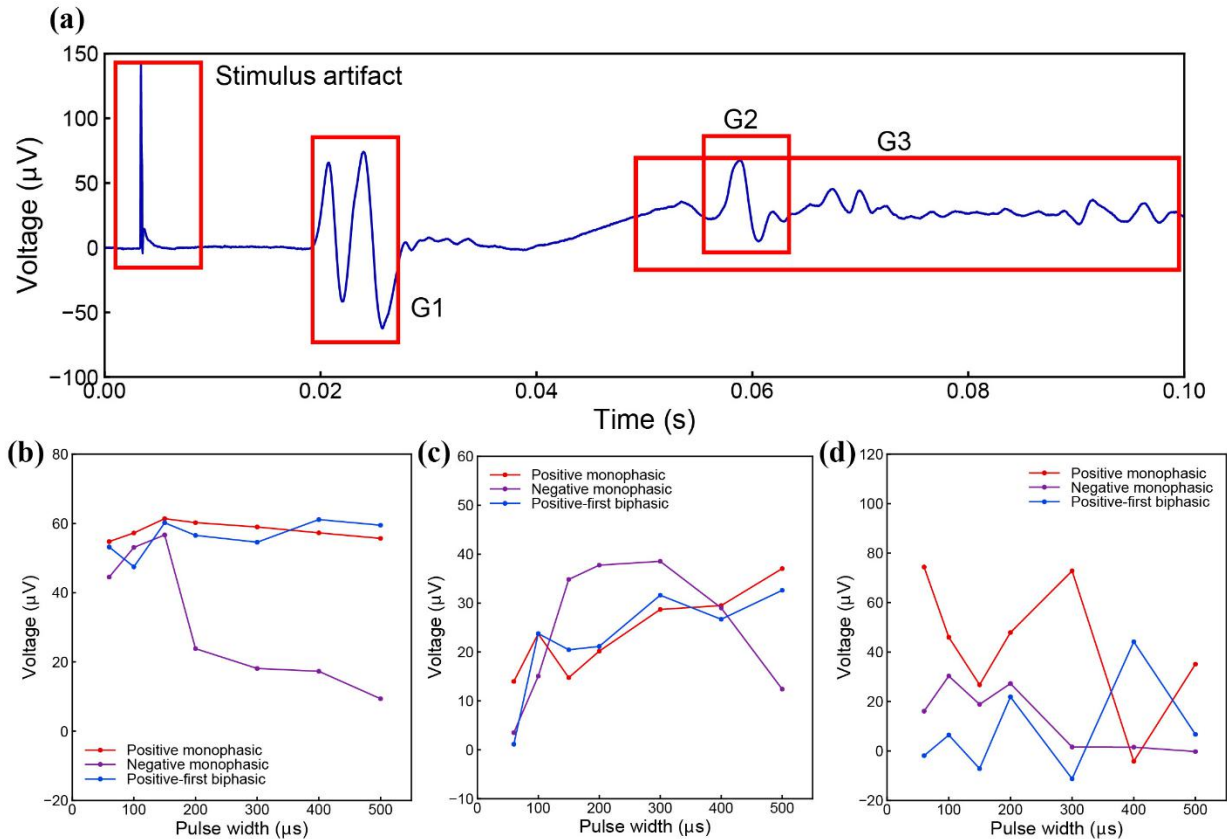 (a)
150
100
50
0
−50
−100
Voltage (µV)
Stimulus artifact
G1
G2
G3
0.00 0.02 0.04 0.06 0.08 0.10
Time (s)
(b)
80
60
40
20
0
−20
Voltage (µV)
Positive monophasic
Negative monophasic
Positive-first biphasic
100 200 300 400 500
Pulse width (µs)
(c)
60
50
40
30
20
10
0
−10
Voltage (µV)
Positive monophasic
Negative monophasic
Positive-first biphasic
100 200 300 400 500
Pulse width (µs)
(d)
120
100
80
60
40
20
0
−20
Voltage (µV)
Positive monophasic
Negative monophasic
Positive-first biphasic
100 200 300 400 500
Pulse width (µs)